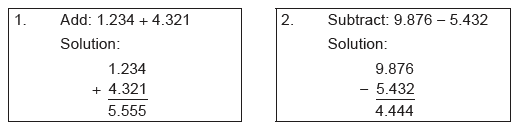 1. Add: 1.234 + 4.321
Solution:
1.234
+ 4.321
5.555
2. Subtract: 9.876 – 5.432
Solution:
9.876
– 5.432
4.444